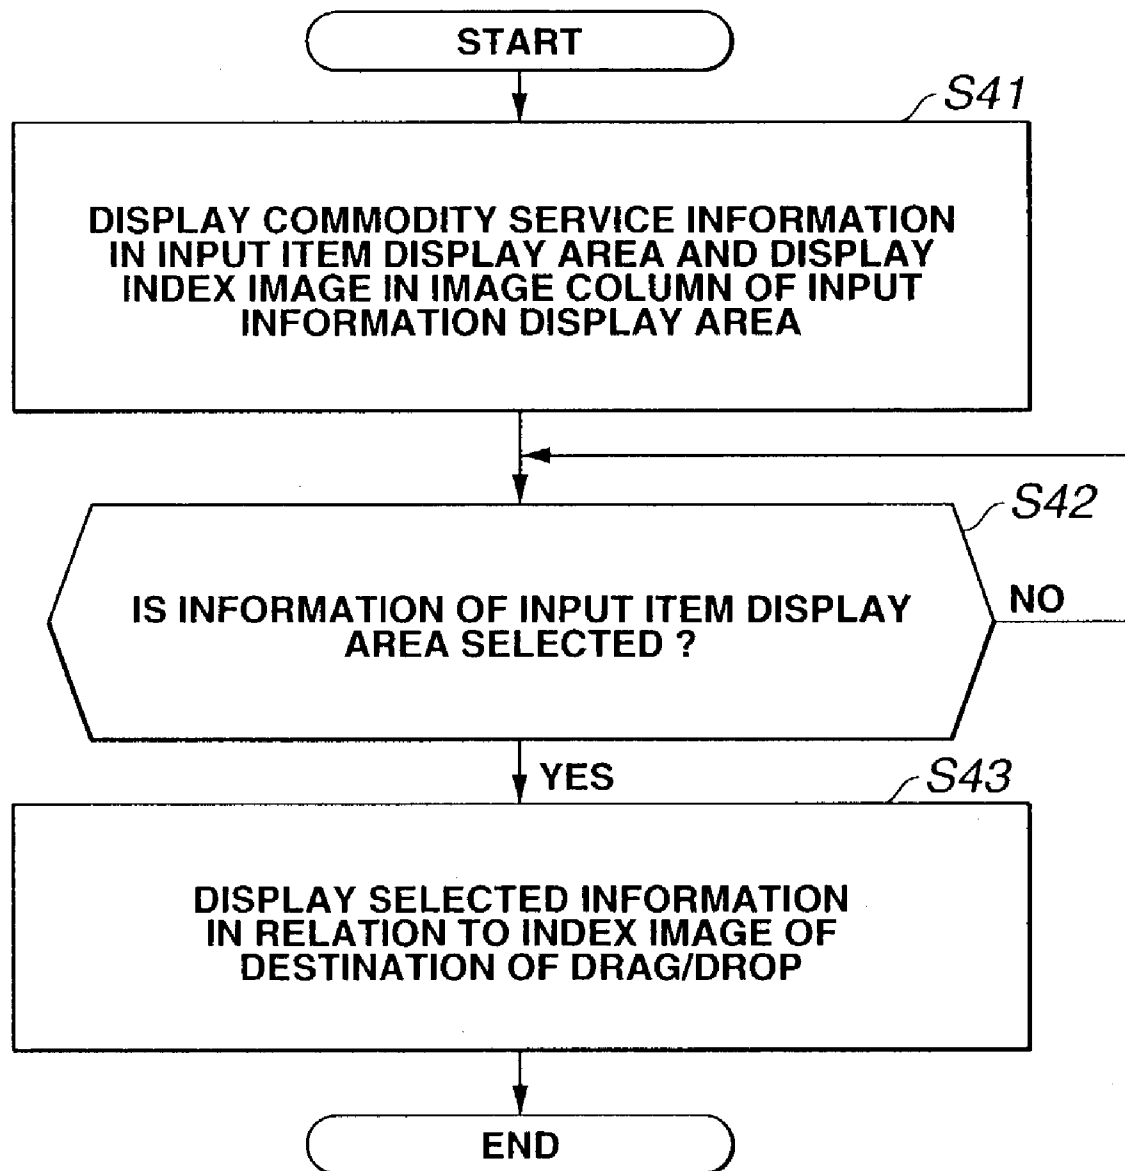 START
S41
DISPLAY COMMODITY SERVICE INFORMATION
IN INPUT ITEM DISPLAY AREA AND DISPLAY
INDEX IMAGE IN IMAGE COLUMN OF INPUT
INFORMATION DISPLAY AREA
S42
IS INFORMATION OF INPUT ITEM DISPLAY
AREA SELECTED ?
NO
YES
S43
DISPLAY SELECTED INFORMATION
IN RELATION TO INDEX IMAGE OF
DESTINATION OF DRAG/DROP
END